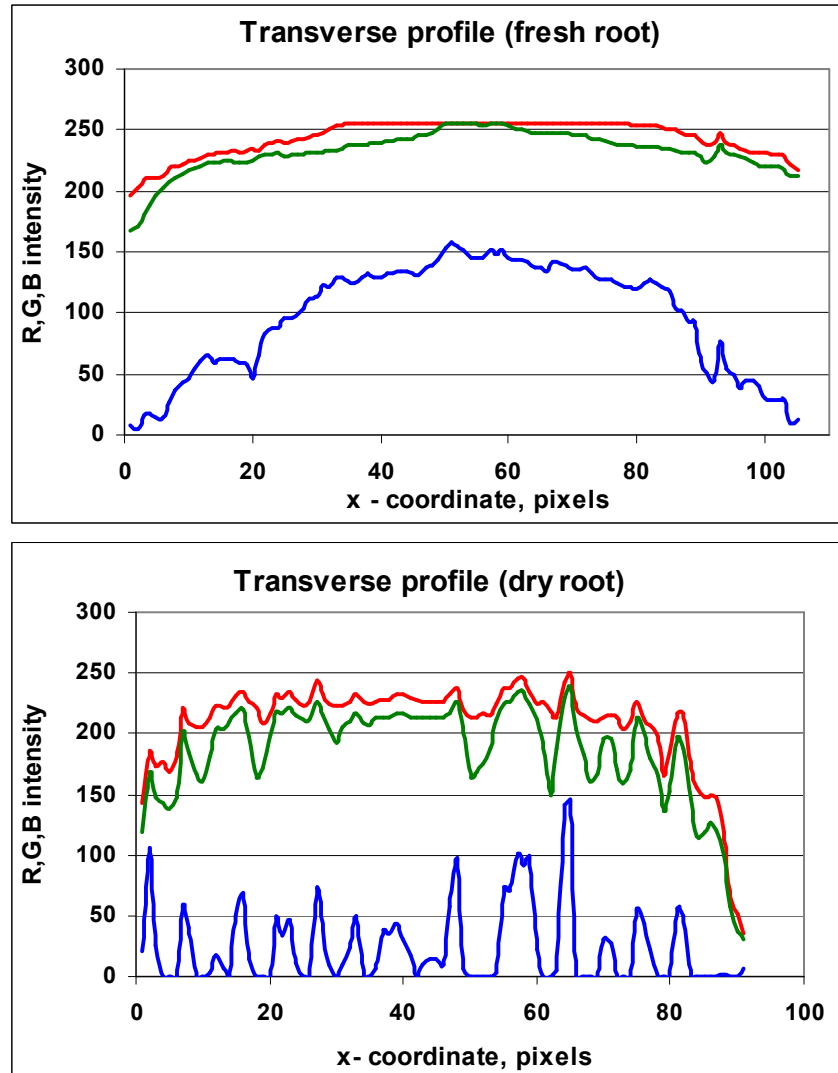 Transverse profile (fresh root)
300
250
200
150
100
50
0
R,G,B intensity
0 20 40 60 80 100
x - coordinate, pixels
Transverse profile (dry root)
300
250
200
150
100
50
0
R,G,B intensity
0 20 40 60 80 100
x- coordinate, pixels